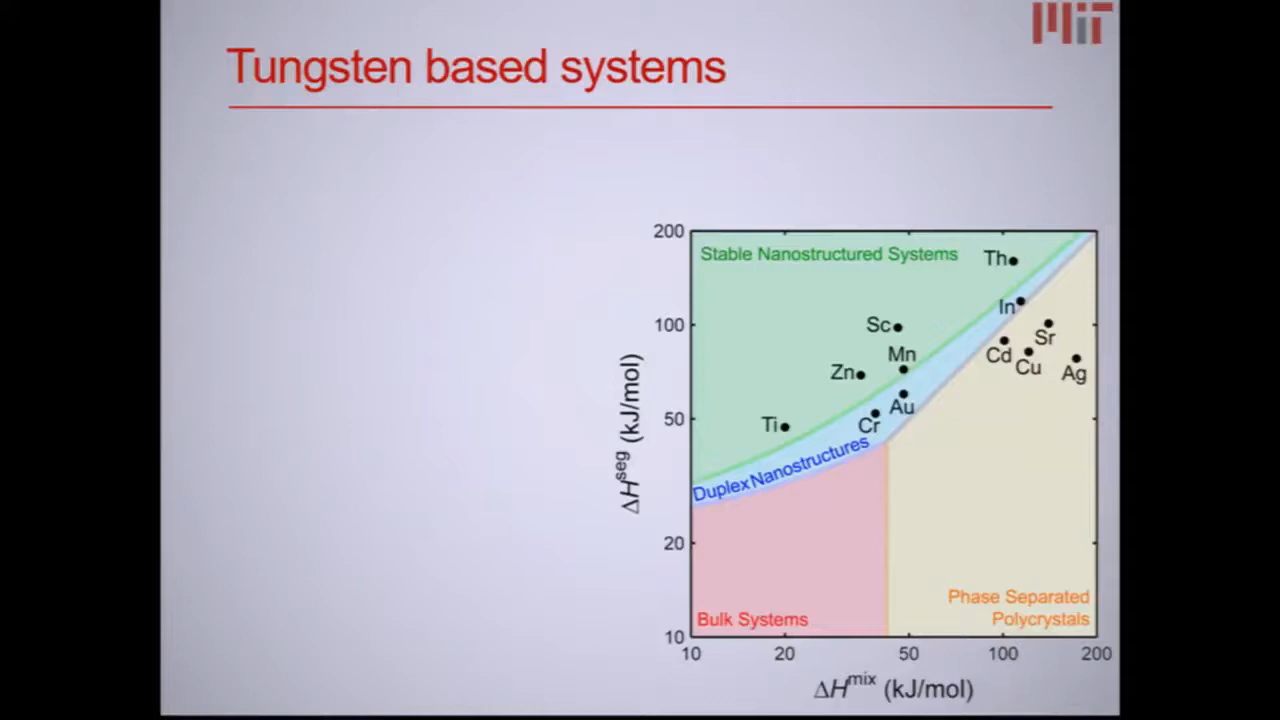 MIT
Tungsten based systems
200
100
50
20
10
10
20
50
100
200
ΔH^seg (kJ/mol)
ΔH^mix (kJ/mol)
Stable Nanostructured Systems
Th
In
Sc
Sr
Mn
Cd
Cu
Zn
Ag
Au
Ti
Cr
Duplex Nanostructures
Phase Separated
Polycrystals
Bulk Systems